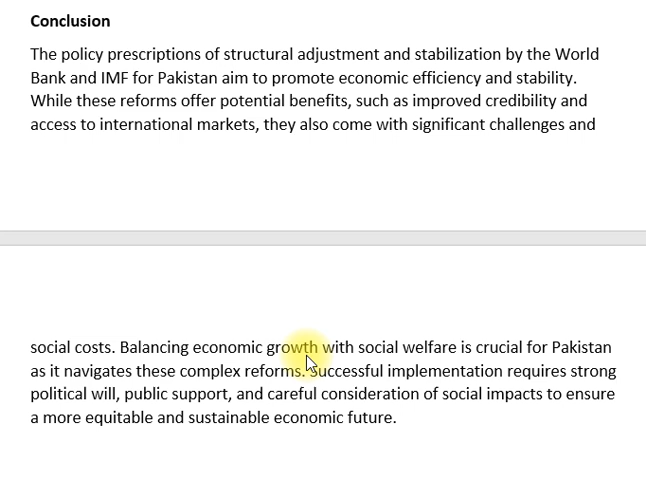 Conclusion
The policy prescriptions of structural adjustment and stabilization by the World
Bank and IMF for Pakistan aim to promote economic efficiency and stability.
While these reforms offer potential benefits, such as improved credibility and
access to international markets, they also come with significant challenges and
social costs. Balancing economic growth with social welfare is crucial for Pakistan
as it navigates these complex reforms. Successful implementation requires strong
political will, public support, and careful consideration of social impacts to ensure
a more equitable and sustainable economic future.